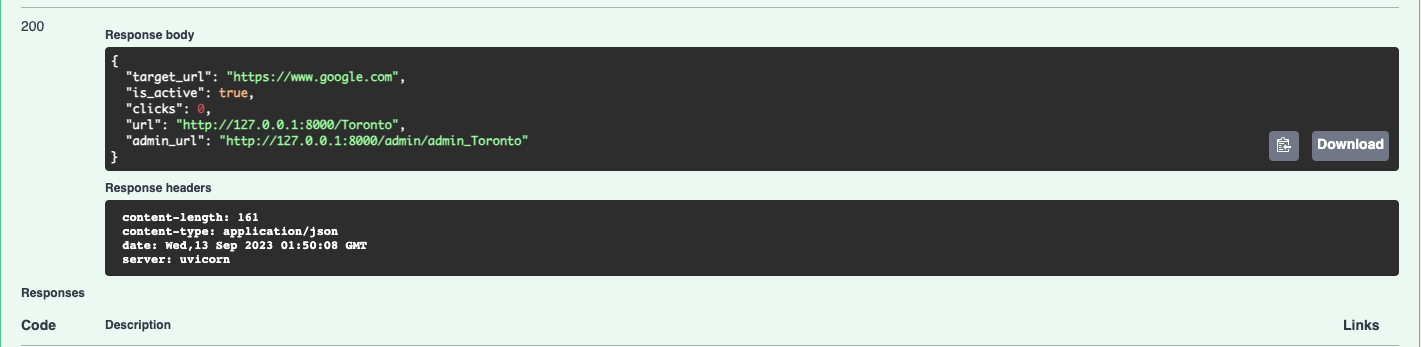 200
Response body
{
  "target_url": "https://www.google.com",
  "is_active": true,
  "clicks": 0,
  "url": "http://127.0.0.1:8000/Toronto",
  "admin_url": "http://127.0.0.1:8000/admin/admin_Toronto"
}
Download
Response headers
content-length: 161
content-type: application/json
date: Wed,13 Sep 2023 01:50:08 GMT
server: uvicorn
Responses
Code Description Links